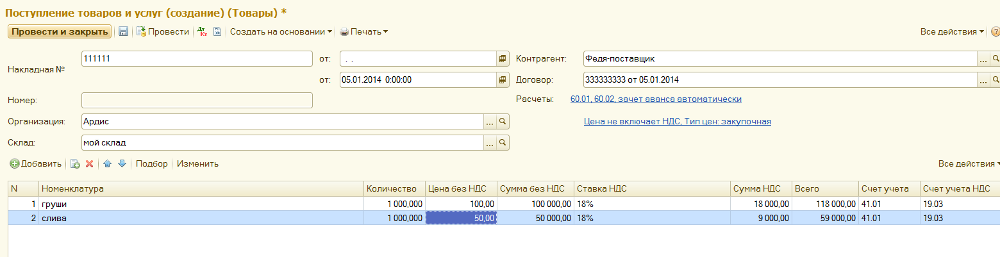 Поступление товаров и услуг (создание) (Товары) *
Провести и закрыть Провести Дт Кт Создать на основании Печать Все действия ?
Накладная № 111111 от: . . Контрагент: Федя-поставщик ...
от: 05.01.2014 0:00:00 Договор: 333333333 от 05.01.2014 ...
Номер: Расчеты: 60.01, 60.02, зачет аванса автоматически
Организация: Ардис ... Цена не включает НДС, Тип цен: закупочная
Склад: мой склад ...
Добавить Подбор Изменить Все действия
N Номенклатура Количество Цена без НДС Сумма без НДС Ставка НДС Сумма НДС Всего Счет учета Счет учета НДС
1 груши 1 000,000 100,00 100 000,00 18% 18 000,00 118 000,00 41.01 19.03
2 слива 1 000,000 50,00 50 000,00 18% 9 000,00 59 000,00 41.01 19.03